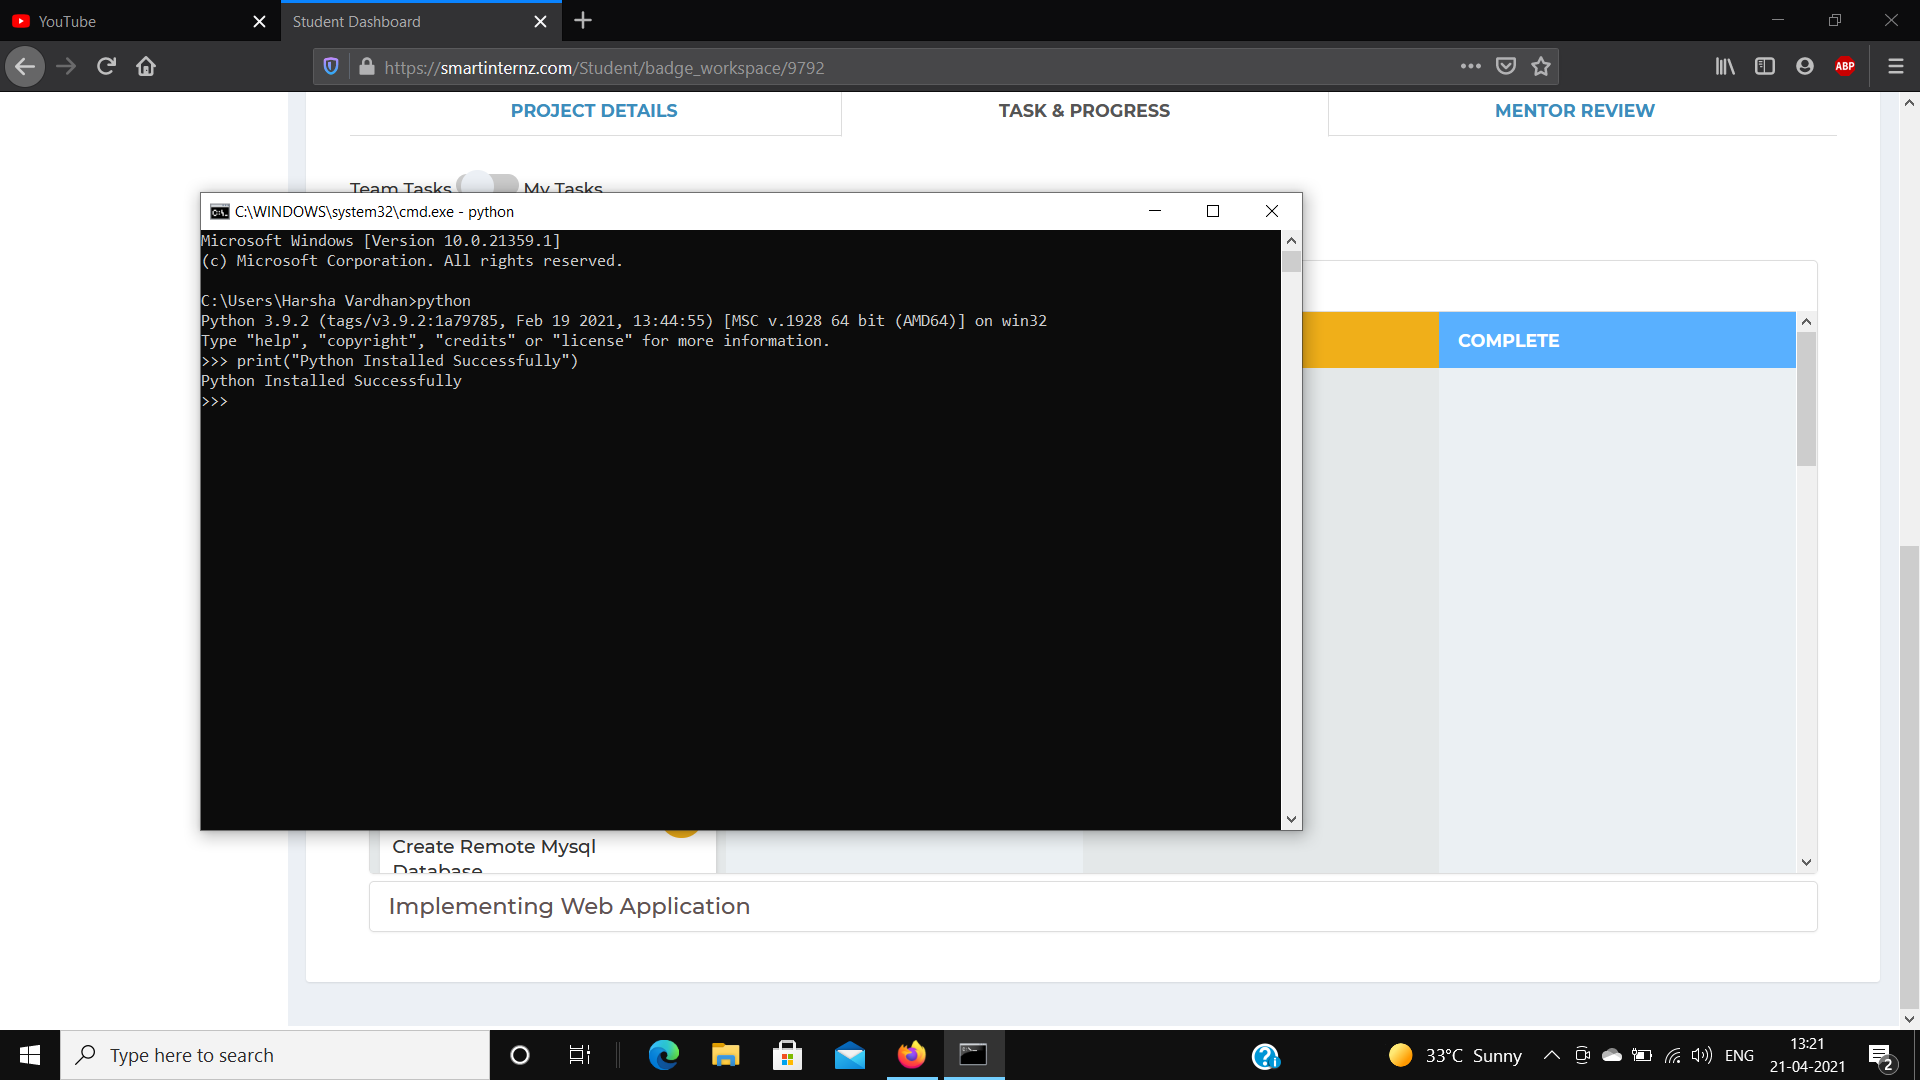 YouTube
Student Dashboard
https://smartinternz.com/Student/badge_workspace/9792
ABP
PROJECT DETAILS
TASK & PROGRESS
MENTOR REVIEW
Team Tasks
My Tasks
C:\WINDOWS\system32\cmd.exe - python
Microsoft Windows [Version 10.0.21359.1]
(c) Microsoft Corporation. All rights reserved.
C:\Users\Harsha Vardhan>python
Python 3.9.2 (tags/v3.9.2:1a79785, Feb 19 2021, 13:44:55) [MSC v.1928 64 bit (AMD64)] on win32
Type "help", "copyright", "credits" or "license" for more information.
>>> print("Python Installed Successfully")
Python Installed Successfully
>>>
COMPLETE
Create Remote Mysql
Database
Implementing Web Application
Type here to search
33°C Sunny
ENG
13:21
21-04-2021
2